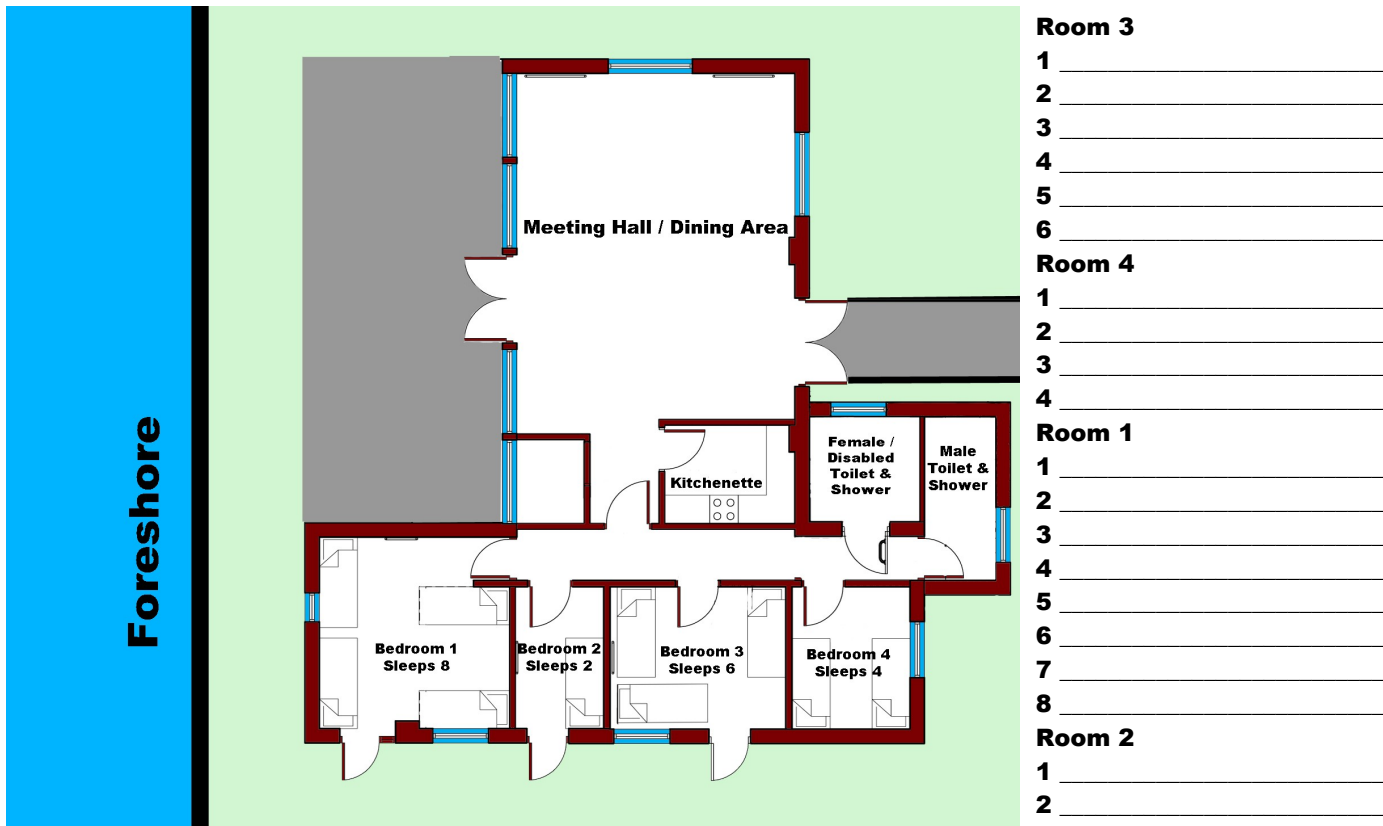 Foreshore
Meeting Hall / Dining Area
Kitchenette
Female /
Disabled
Toilet &
Shower
Male
Toilet &
Shower
Bedroom 1
Sleeps 8
Bedroom 2
Sleeps 2
Bedroom 3
Sleeps 6
Bedroom 4
Sleeps 4
Room 3
1
2
3
4
5
6
Room 4
1
2
3
4
Room 1
1
2
3
4
5
6
7
8
Room 2
1
2